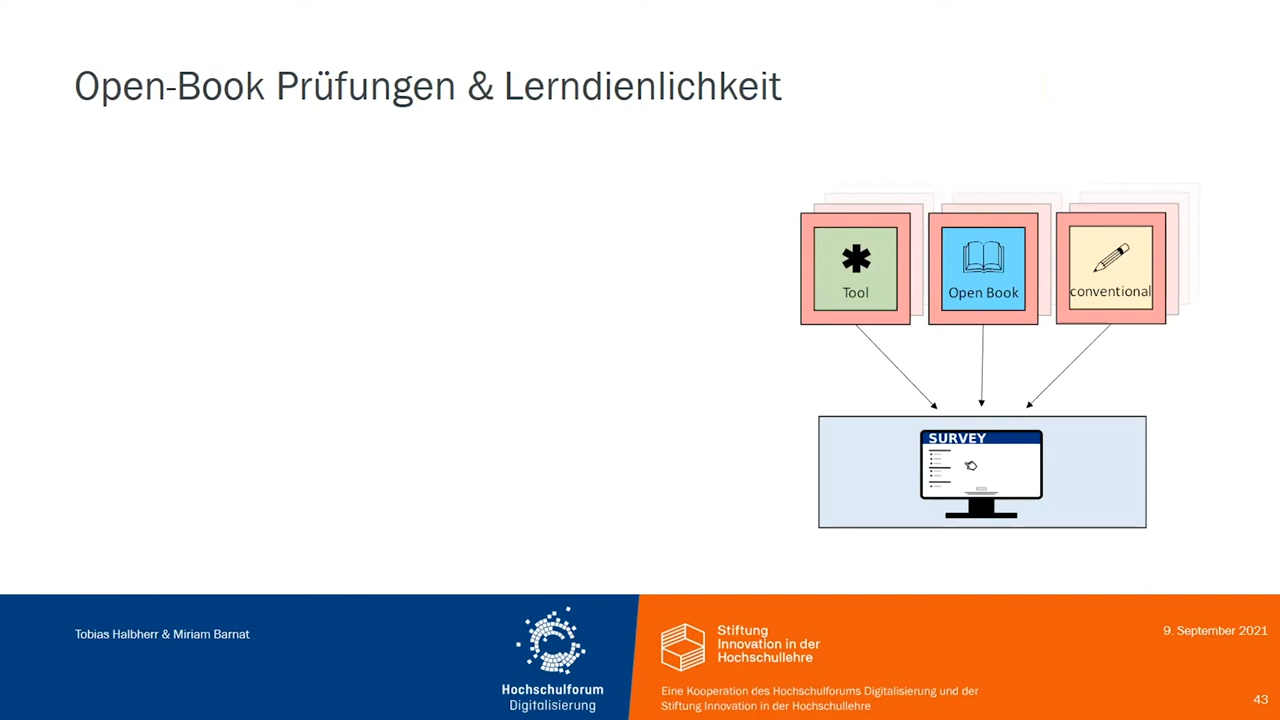 Open-Book Prüfungen & Lerndienlichkeit
Tool
Open Book
conventional
SURVEY
Tobias Halbherr & Miriam Barnat
Hochschulforum
Digitalisierung
Stiftung
Innovation in der
Hochschullehre
Eine Kooperation des Hochschulforums Digitalisierung und der
Stiftung Innovation in der Hochschullehre
9. September 2021
43